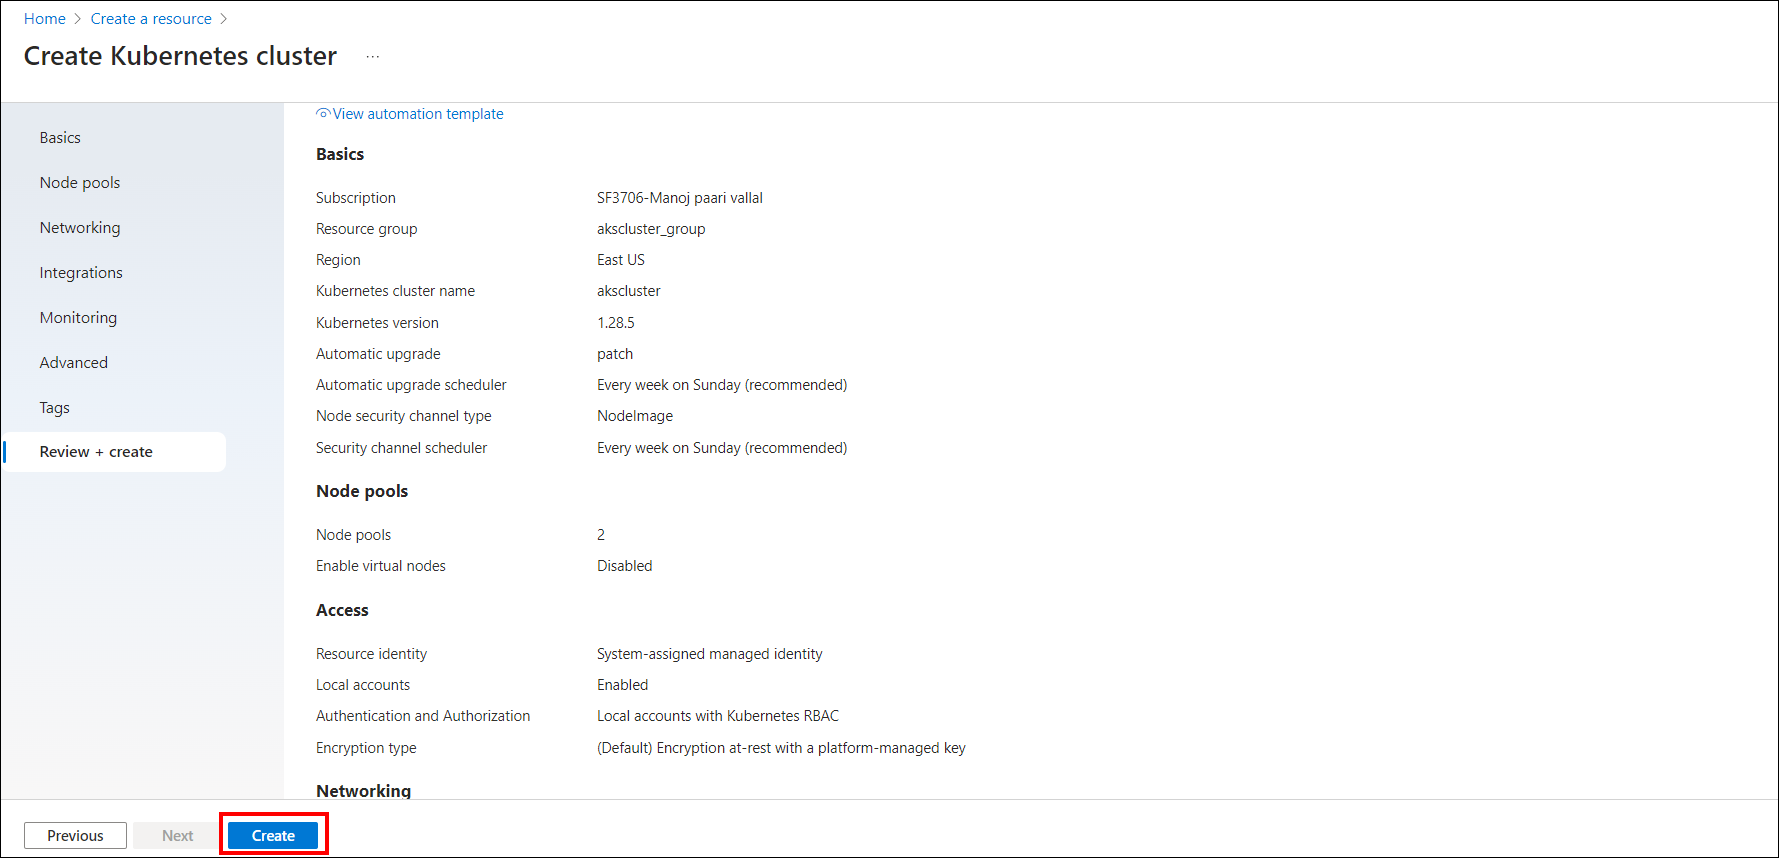 Home > Create a resource >
Create Kubernetes cluster ...
Basics
Node pools
Networking
Integrations
Monitoring
Advanced
Tags
Review + create
View automation template
Basics
Subscription SF3706-Manoj paari vallal
Resource group akscluster_group
Region East US
Kubernetes cluster name akscluster
Kubernetes version 1.28.5
Automatic upgrade patch
Automatic upgrade scheduler Every week on Sunday (recommended)
Node security channel type NodeImage
Security channel scheduler Every week on Sunday (recommended)
Node pools
Node pools 2
Enable virtual nodes Disabled
Access
Resource identity System-assigned managed identity
Local accounts Enabled
Authentication and Authorization Local accounts with Kubernetes RBAC
Encryption type (Default) Encryption at-rest with a platform-managed key
Networking
Previous Next Create